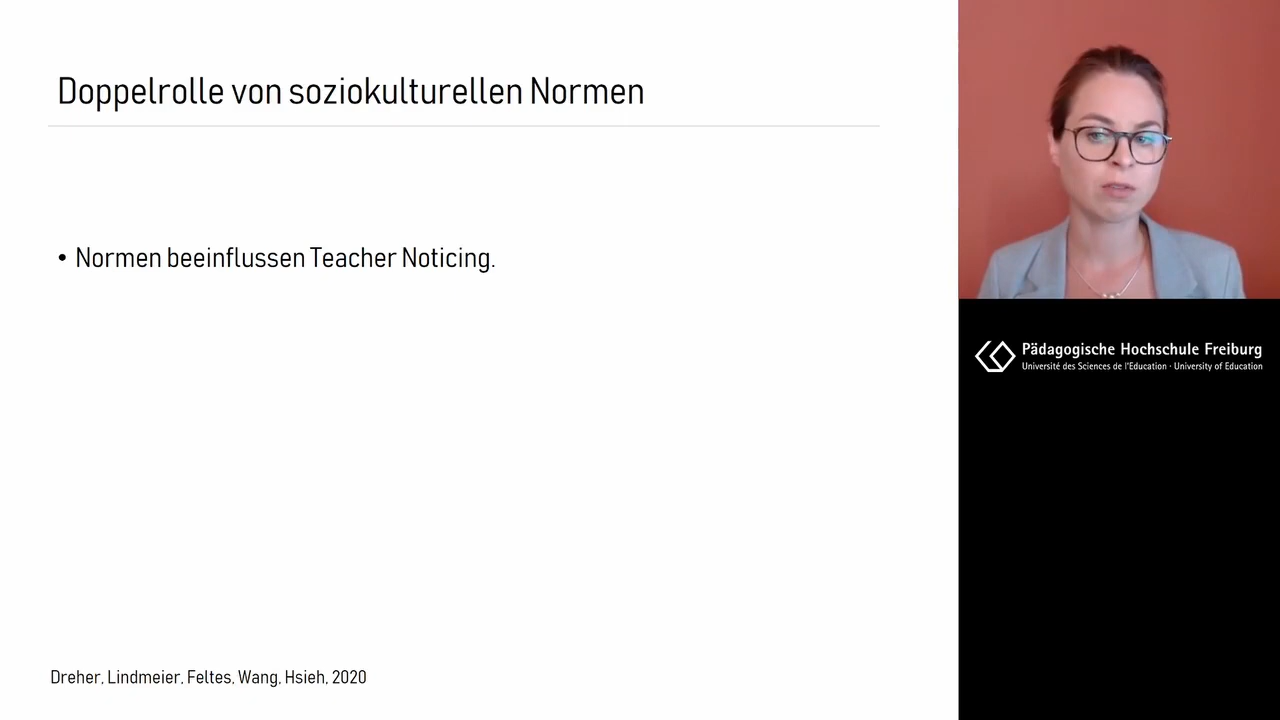 Doppelrolle von soziokulturellen Normen
• Normen beeinflussen Teacher Noticing.
Dreher, Lindmeier, Feltes, Wang, Hsieh, 2020
Pädagogische Hochschule Freiburg
Université des Sciences de l'Education · University of Education